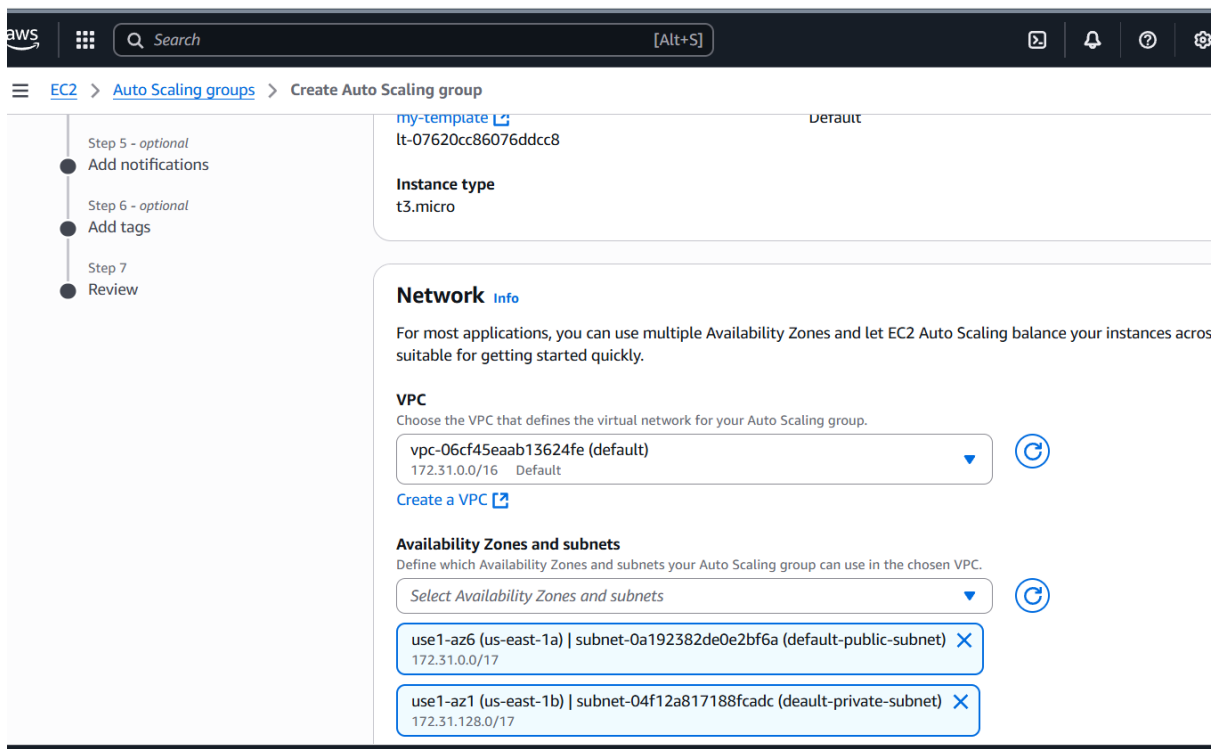 aws
Search [Alt+S]
EC2 > Auto Scaling groups > Create Auto Scaling group
my-template
Default
lt-07620cc86076ddcc8
Step 5 - optional
Add notifications
Instance type
t3.micro
Step 6 - optional
Add tags
Step 7
Review
Network Info
For most applications, you can use multiple Availability Zones and let EC2 Auto Scaling balance your instances acros
suitable for getting started quickly.
VPC
Choose the VPC that defines the virtual network for your Auto Scaling group.
vpc-06cf45eaab13624fe (default)
172.31.0.0/16 Default
Create a VPC
Availability Zones and subnets
Define which Availability Zones and subnets your Auto Scaling group can use in the chosen VPC.
Select Availability Zones and subnets
use1-az6 (us-east-1a) | subnet-0a192382de0e2bf6a (default-public-subnet)
172.31.0.0/17
use1-az1 (us-east-1b) | subnet-04f12a817188fcadc (deault-private-subnet)
172.31.128.0/17